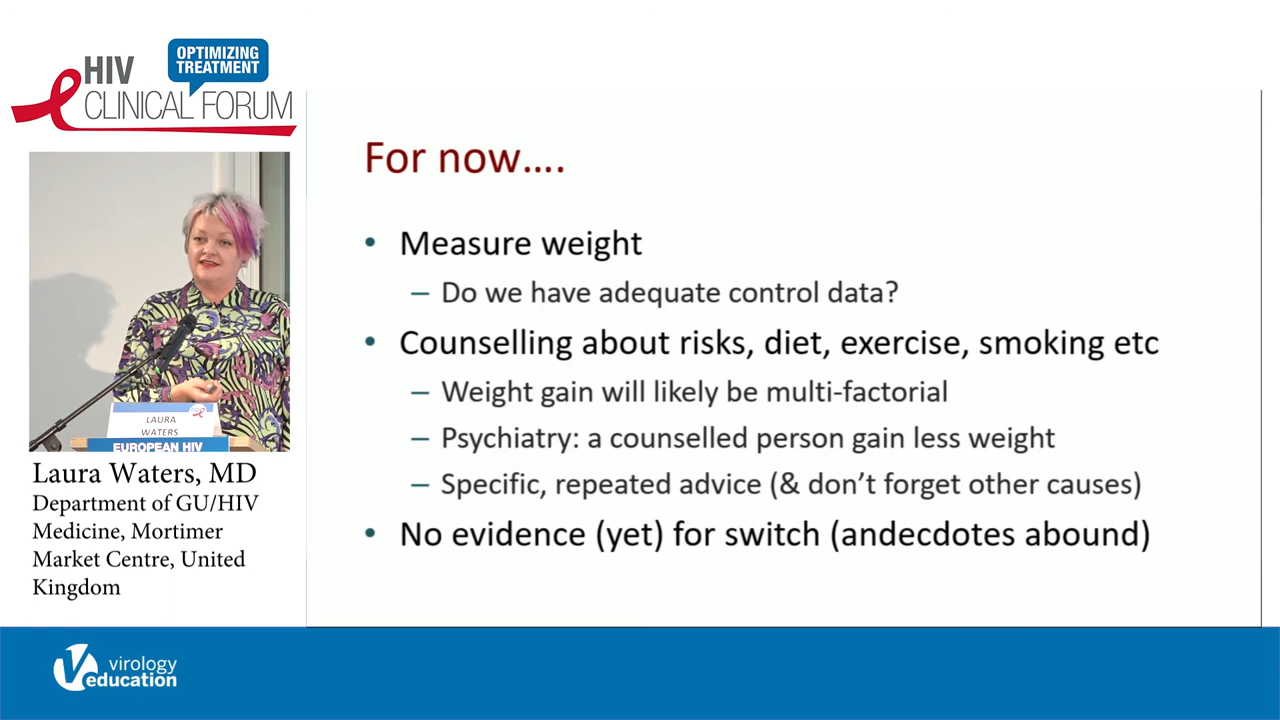 HIV
CLINICAL FORUM
OPTIMIZING
TREATMENT
LAURA
WATERS
EUROPEAN HIV
Laura Waters, MD
Department of GU/HIV
Medicine, Mortimer
Market Centre, United
Kingdom
For now....
• Measure weight
– Do we have adequate control data?
• Counselling about risks, diet, exercise, smoking etc
– Weight gain will likely be multi-factorial
– Psychiatry: a counselled person gain less weight
– Specific, repeated advice (& don't forget other causes)
• No evidence (yet) for switch (andecdotes abound)
virology
education